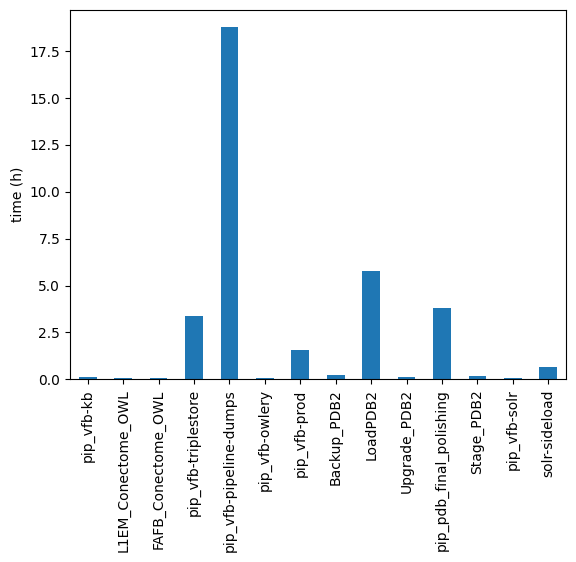 time (h)
17.5
15.0
12.5
10.0
7.5
5.0
2.5
0.0
pip_vfb-kb
L1EM_Conectome_OWL
FAFB_Conectome_OWL
pip_vfb-triplestore
pip_vfb-pipeline-dumps
pip_vfb-owlery
pip_vfb-prod
Backup_PDB2
LoadPDB2
Upgrade_PDB2
pip_pdb_final_polishing
Stage_PDB2
pip_vfb-solr
solr-sideload